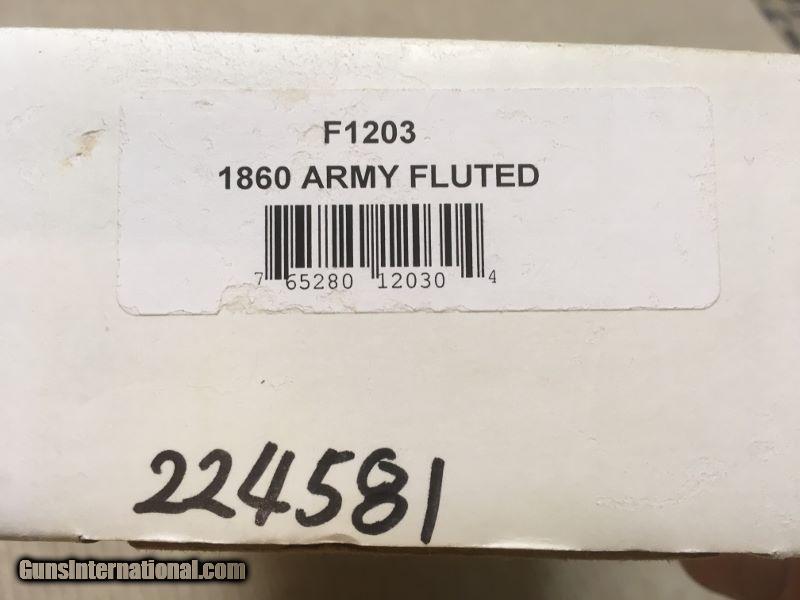 F1203
1860 ARMY FLUTED
7 65280 12030 4
224581
GunsInternational.com